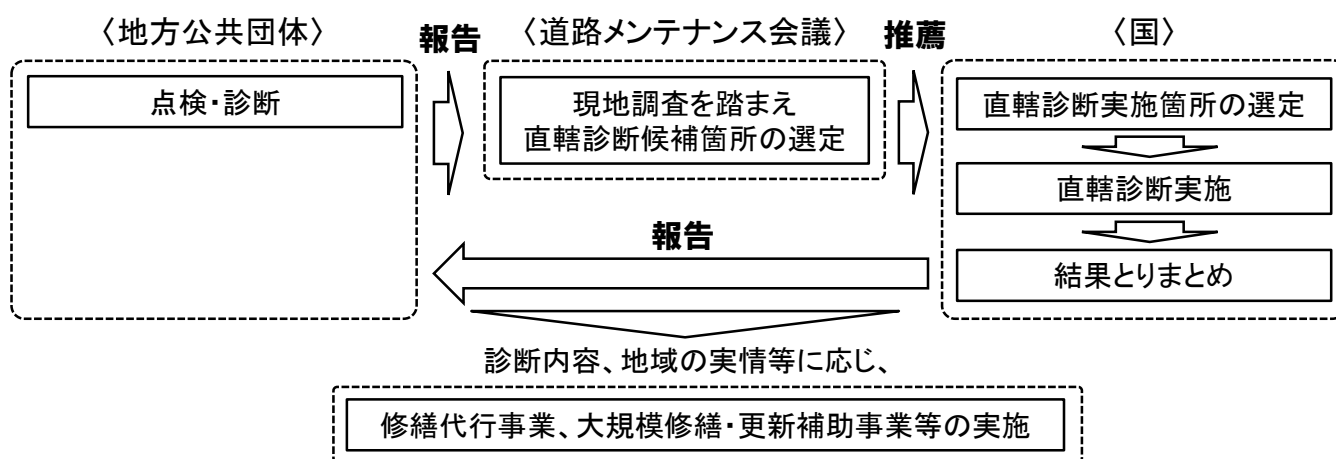 〈地方公共団体〉
点検・診断
報告
〈道路メンテナンス会議〉
現地調査を踏まえ
直轄診断候補箇所の選定
推薦
〈国〉
直轄診断実施箇所の選定
直轄診断実施
結果とりまとめ
報告
診断内容、地域の実情等に応じ、
修繕代行事業、大規模修繕・更新補助事業等の実施